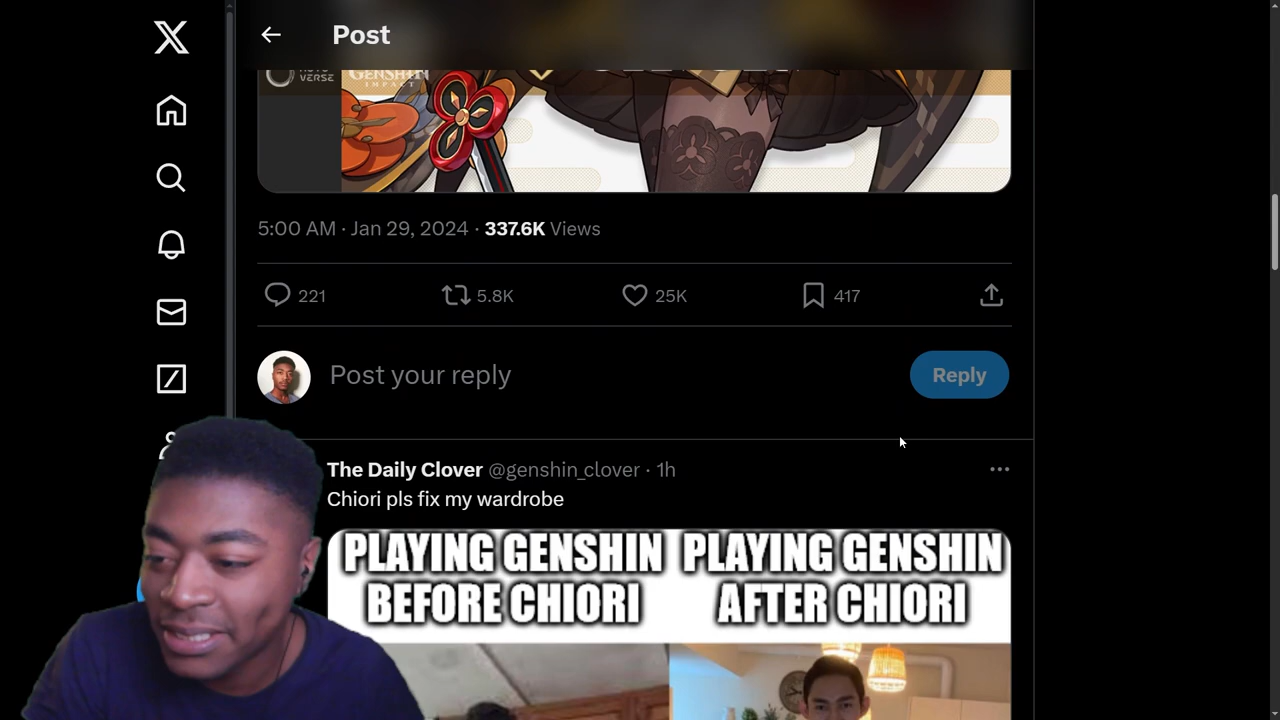 Post
VERSE
GENSHIN
IMPACT
5:00 AM · Jan 29, 2024 · 337.6K Views
221
5.8K
25K
417
Post your reply
Reply
The Daily Clover @genshin_clover · 1h
Chiori pls fix my wardrobe
PLAYING GENSHIN
BEFORE CHIORI
PLAYING GENSHIN
AFTER CHIORI